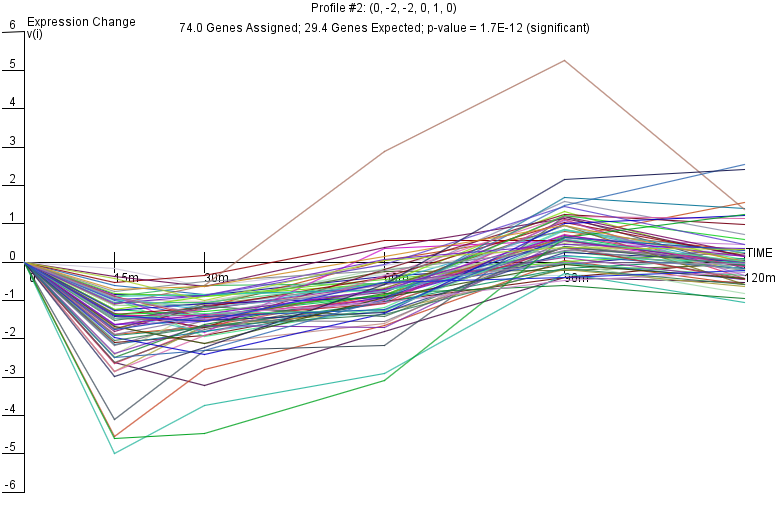 Profile #2: (0, -2, -2, 0, 1, 0)
Expression Change
v(i)
74.0 Genes Assigned; 29.4 Genes Expected; p-value = 1.7E-12 (significant)
6
5
4
3
2
1
0
-1
-2
-3
-4
-5
-6
0
15m
30m
90m
120m
TIME